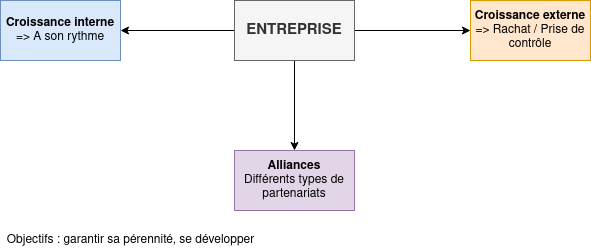 Croissance interne
=> A son rythme
ENTREPRISE
Croissance externe
=> Rachat / Prise de
contrôle
Alliances
Différents types de
partenariats
Objectifs : garantir sa pérennité, se développer